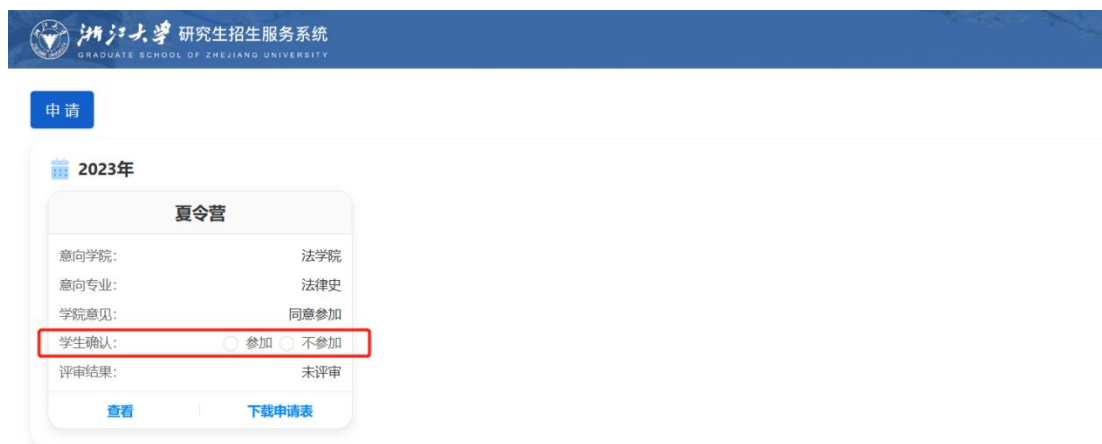 浙江大学 研究生招生服务系统
GRADUATE SCHOOL OF ZHEJIANG UNIVERSITY
申请
2023年
夏令营
意向学院: 法学院
意向专业: 法律史
学院意见: 同意参加
学生确认: 参加 不参加
评审结果: 未评审
查看 下载申请表